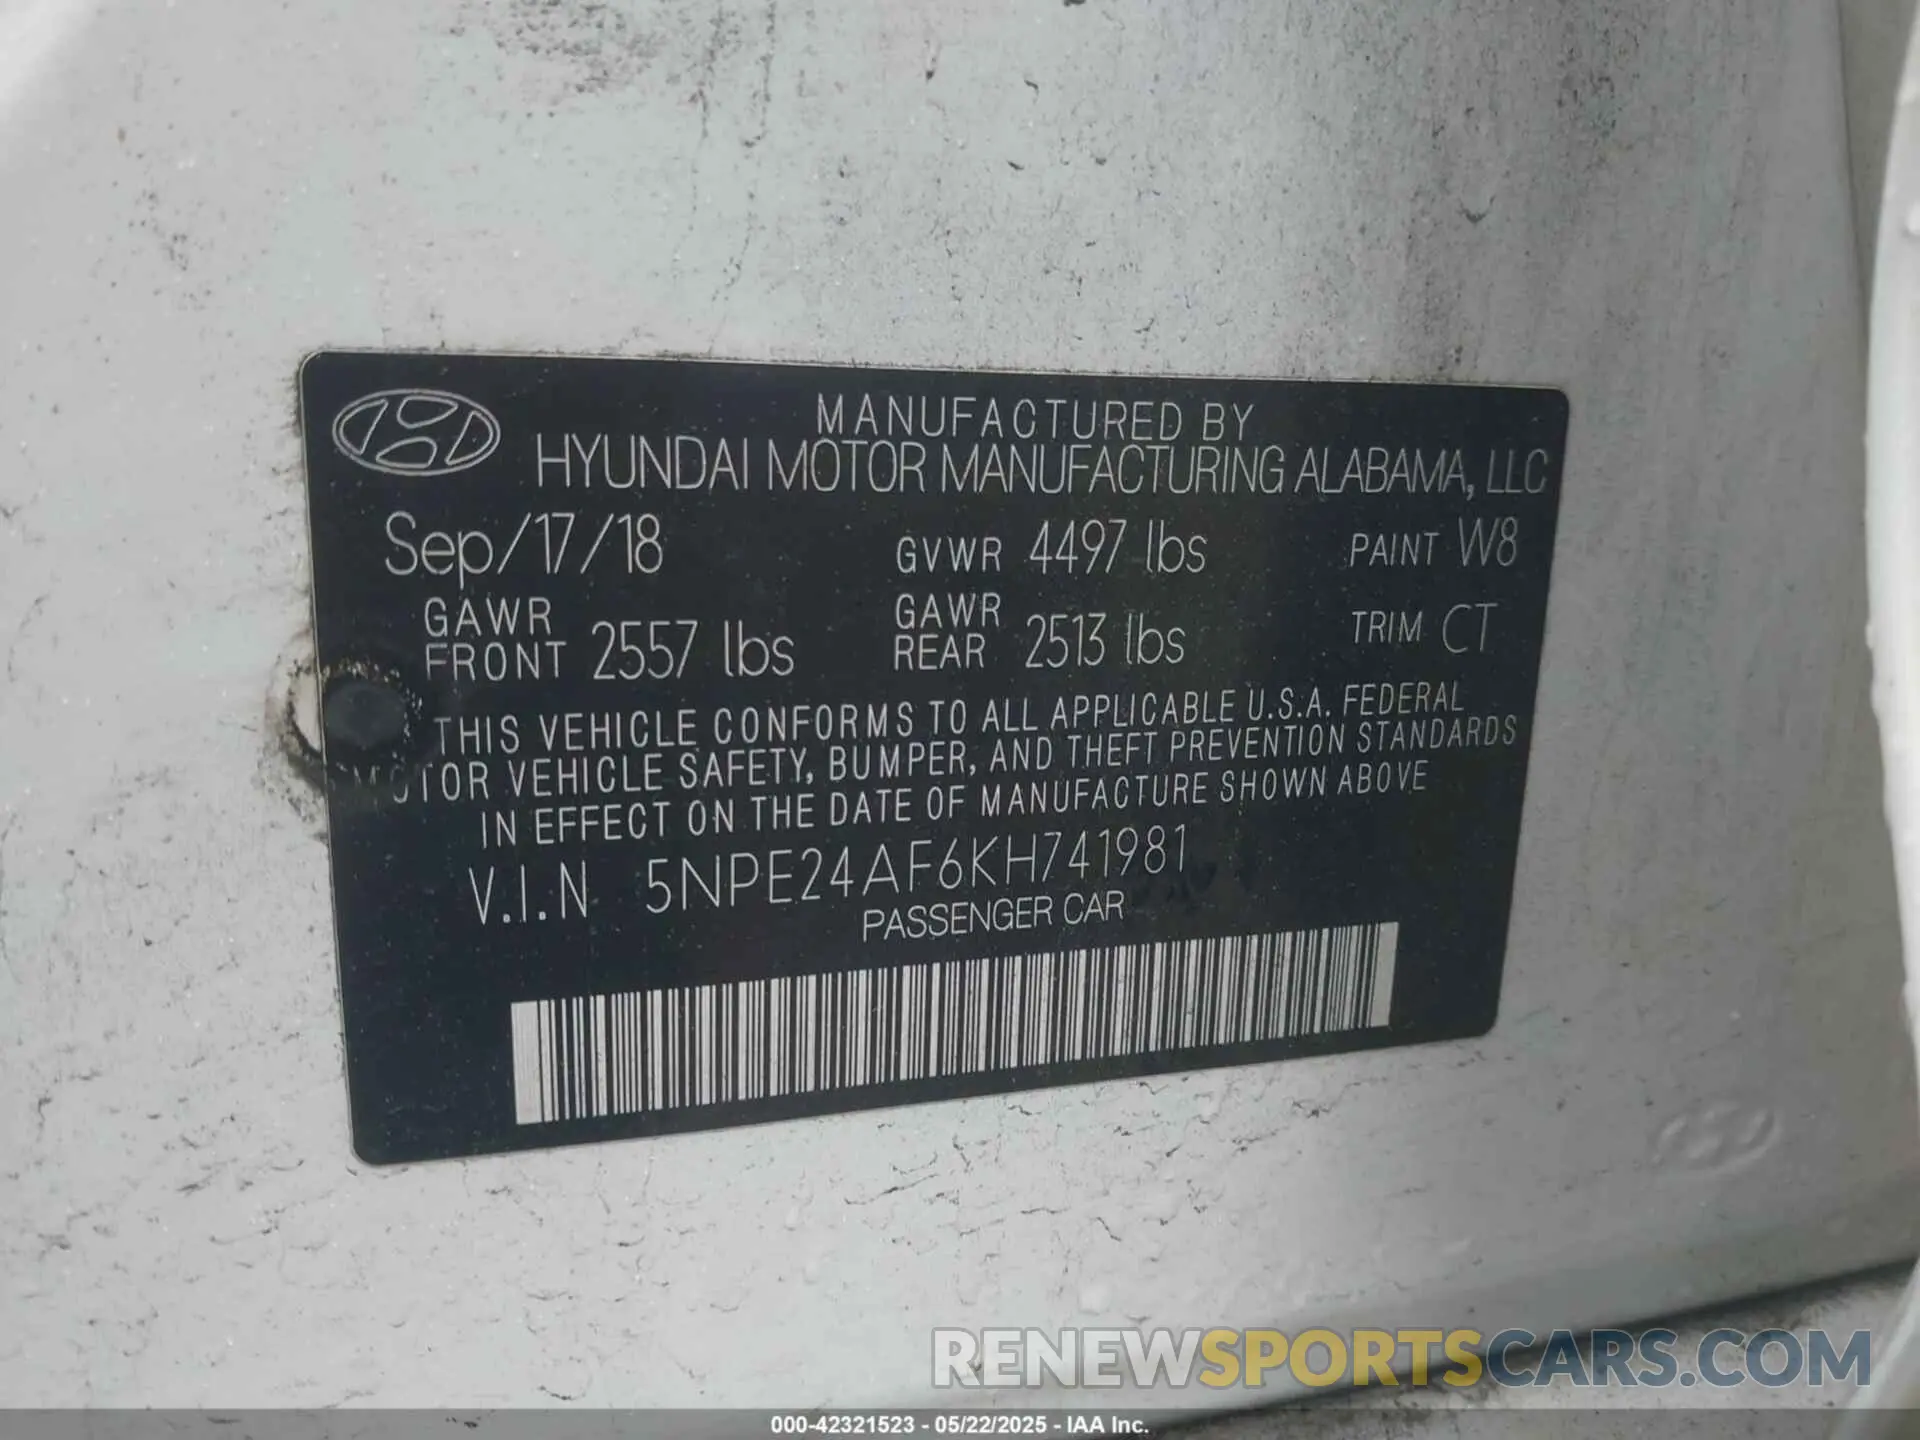 MANUFACTURED BY
HYUNDAI MOTOR MANUFACTURING ALABAMA, LLC
Sep/17/18 GVWR 4497 lbs PAINT W8
GAWR FRONT 2557 lbs GAWR REAR 2513 lbs TRIM CT
THIS VEHICLE CONFORMS TO ALL APPLICABLE U.S.A. FEDERAL
MOTOR VEHICLE SAFETY, BUMPER, AND THEFT PREVENTION STANDARDS
IN EFFECT ON THE DATE OF MANUFACTURE SHOWN ABOVE
V.I.N 5NPE24AF6KH741981
PASSENGER CAR
RENEWSPORTSCARS.COM
000-42321523 - 05/22/2025 - IAA Inc.